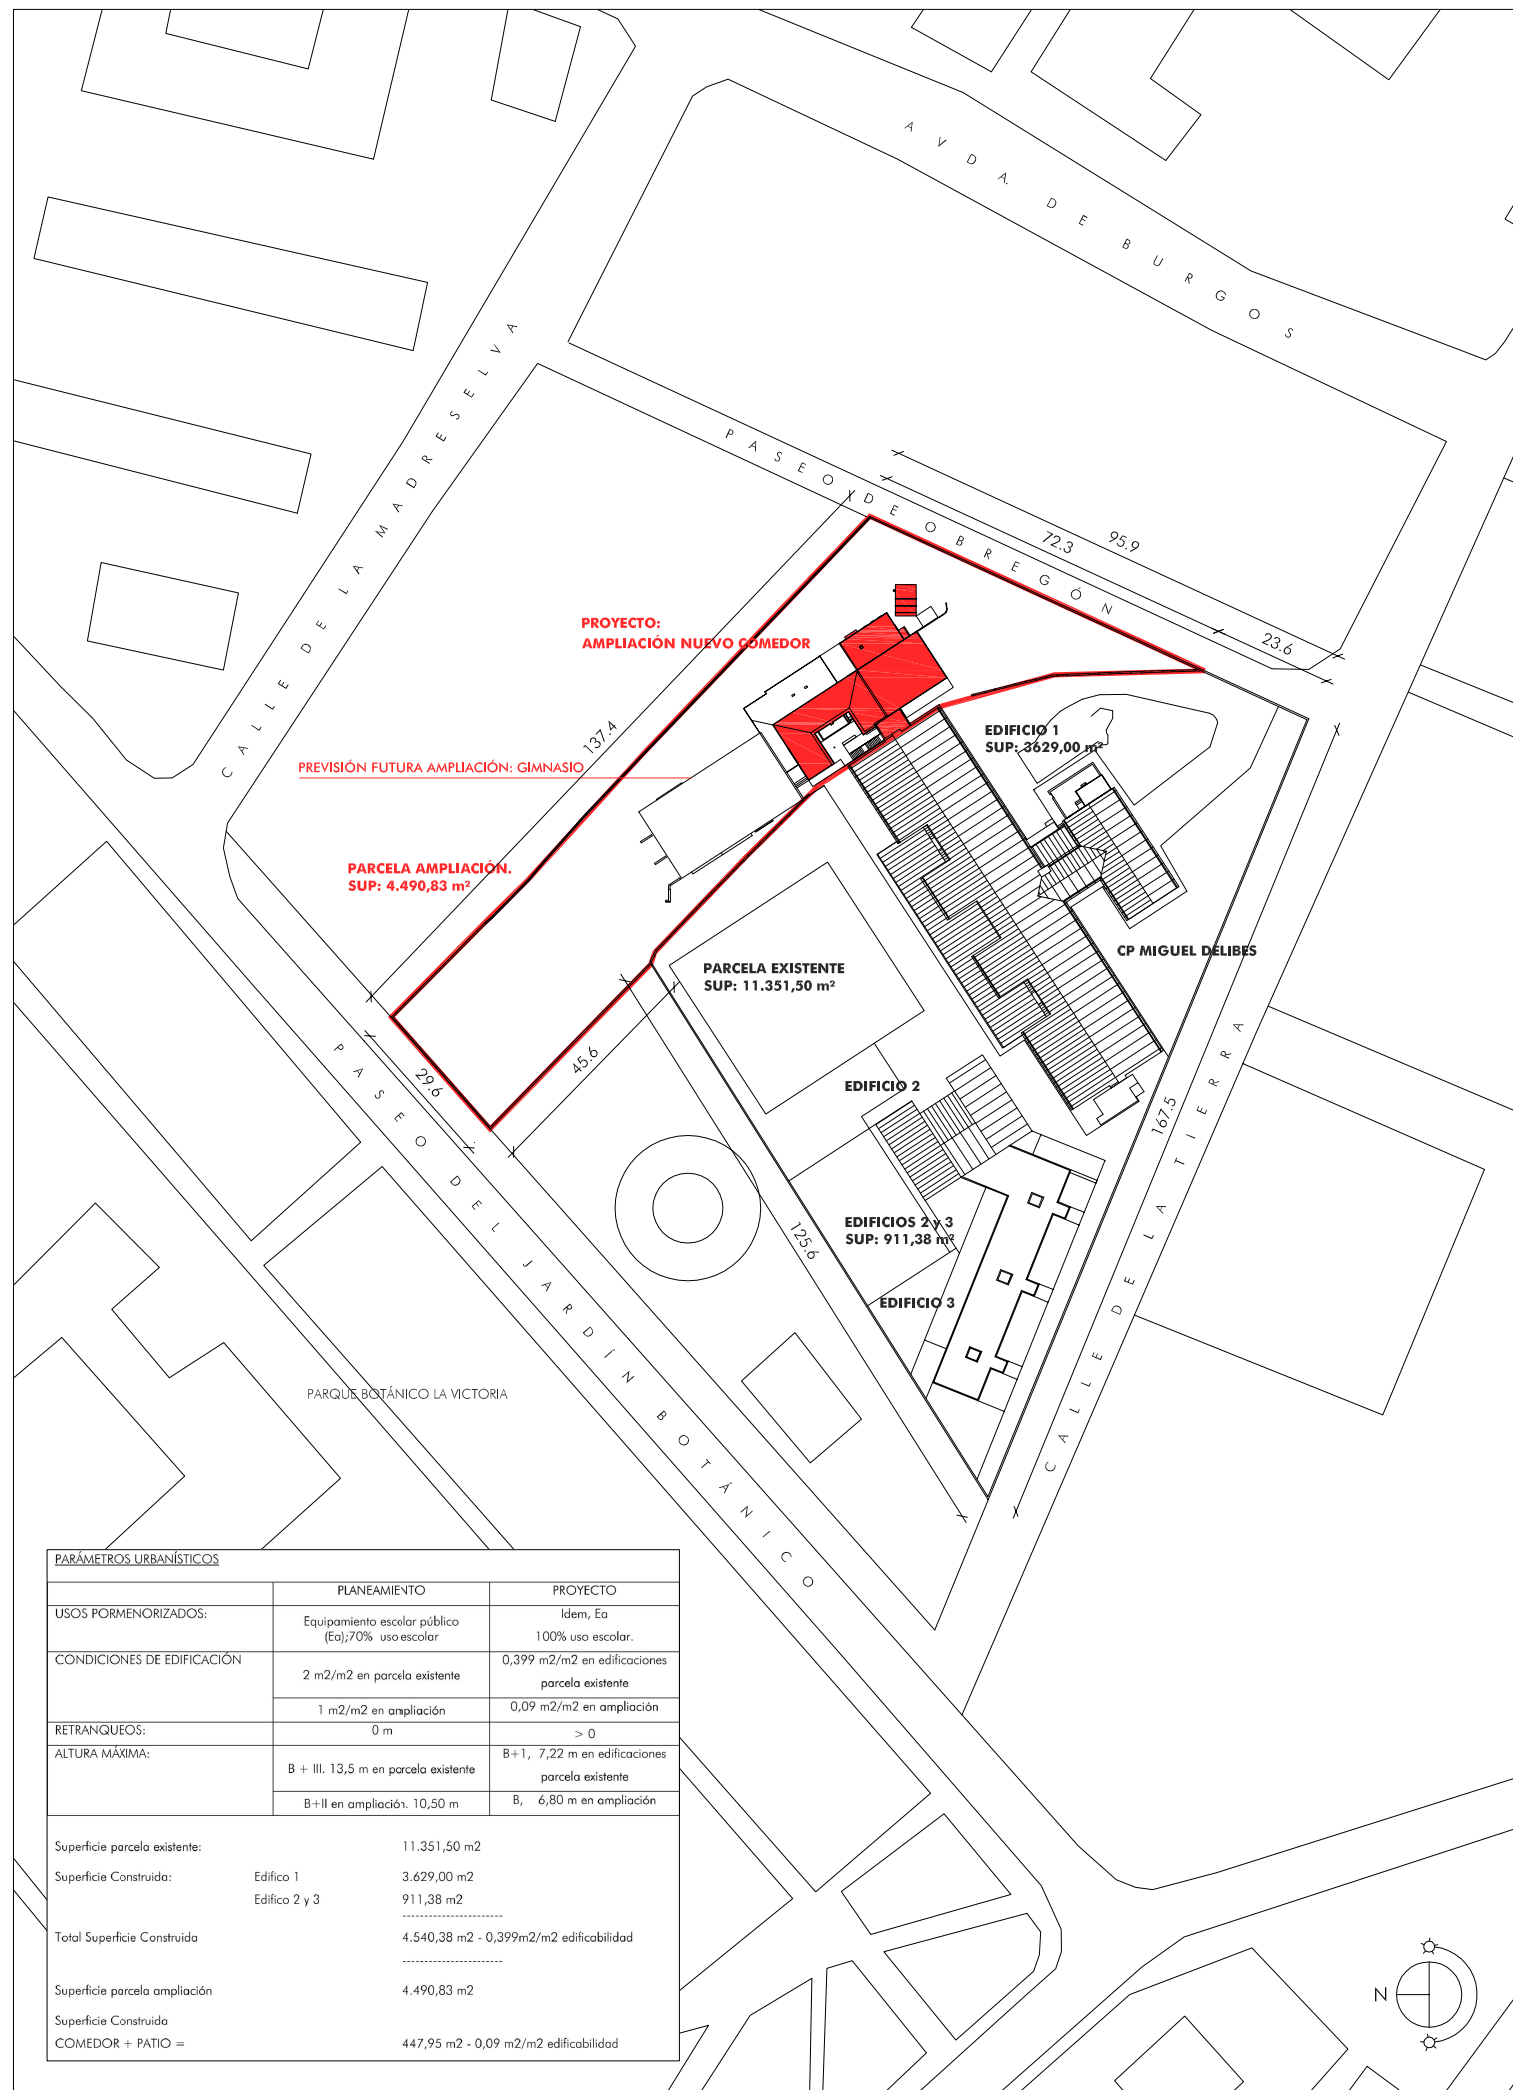 AVDA. DE BURGOS
CALLE DE LA MADRESELVA
PASEO DE OBREGÓN
95.9
72.3
23.6
PROYECTO:
AMPLIACIÓN NUEVO COMEDOR
137.4
EDIFICIO 1
SUP: 3629,00 m²
PREVISIÓN FUTURA AMPLIACIÓN: GIMNASIO
PARCELA AMPLIACIÓN.
SUP: 4.490,83 m²
CP MIGUEL DELIBES
PARCELA EXISTENTE
SUP: 11.351,50 m²
29.6
45.6
EDIFICIO 2
167.5
CALLE DE LA TIERRA
PASEO DEL JARDÍN BOTÁNICO
125.6
EDIFICIOS 2 y 3
SUP: 911,38 m²
EDIFICIO 3
PARQUE BOTÁNICO LA VICTORIA
PARÁMETROS URBANÍSTICOS
PLANEAMIENTO PROYECTO
USOS PORMENORIZADOS: Equipamiento escolar público Idem, Ea
(Ea);70% uso escolar 100% uso escolar.
CONDICIONES DE EDIFICACIÓN 2 m2/m2 en parcela existente 0,399 m2/m2 en edificaciones
parcela existente
1 m2/m2 en ampliación 0,09 m2/m2 en ampliación
RETRANQUEOS: 0 m > 0
ALTURA MÁXIMA: B + III. 13,5 m en parcela existente B+1, 7,22 m en edificaciones
parcela existente
B+II en ampliación. 10,50 m B, 6,80 m en ampliación
Superficie parcela existente: 11.351,50 m2
Superficie Construida: Edifico 1 3.629,00 m2
Edifico 2 y 3 911,38 m2
-----------------------
Total Superficie Construida 4.540,38 m2 - 0,399m2/m2 edificabilidad
-----------------------
Superficie parcela ampliación 4.490,83 m2
Superficie Construida
COMEDOR + PATIO = 447,95 m2 - 0,09 m2/m2 edificabilidad
N